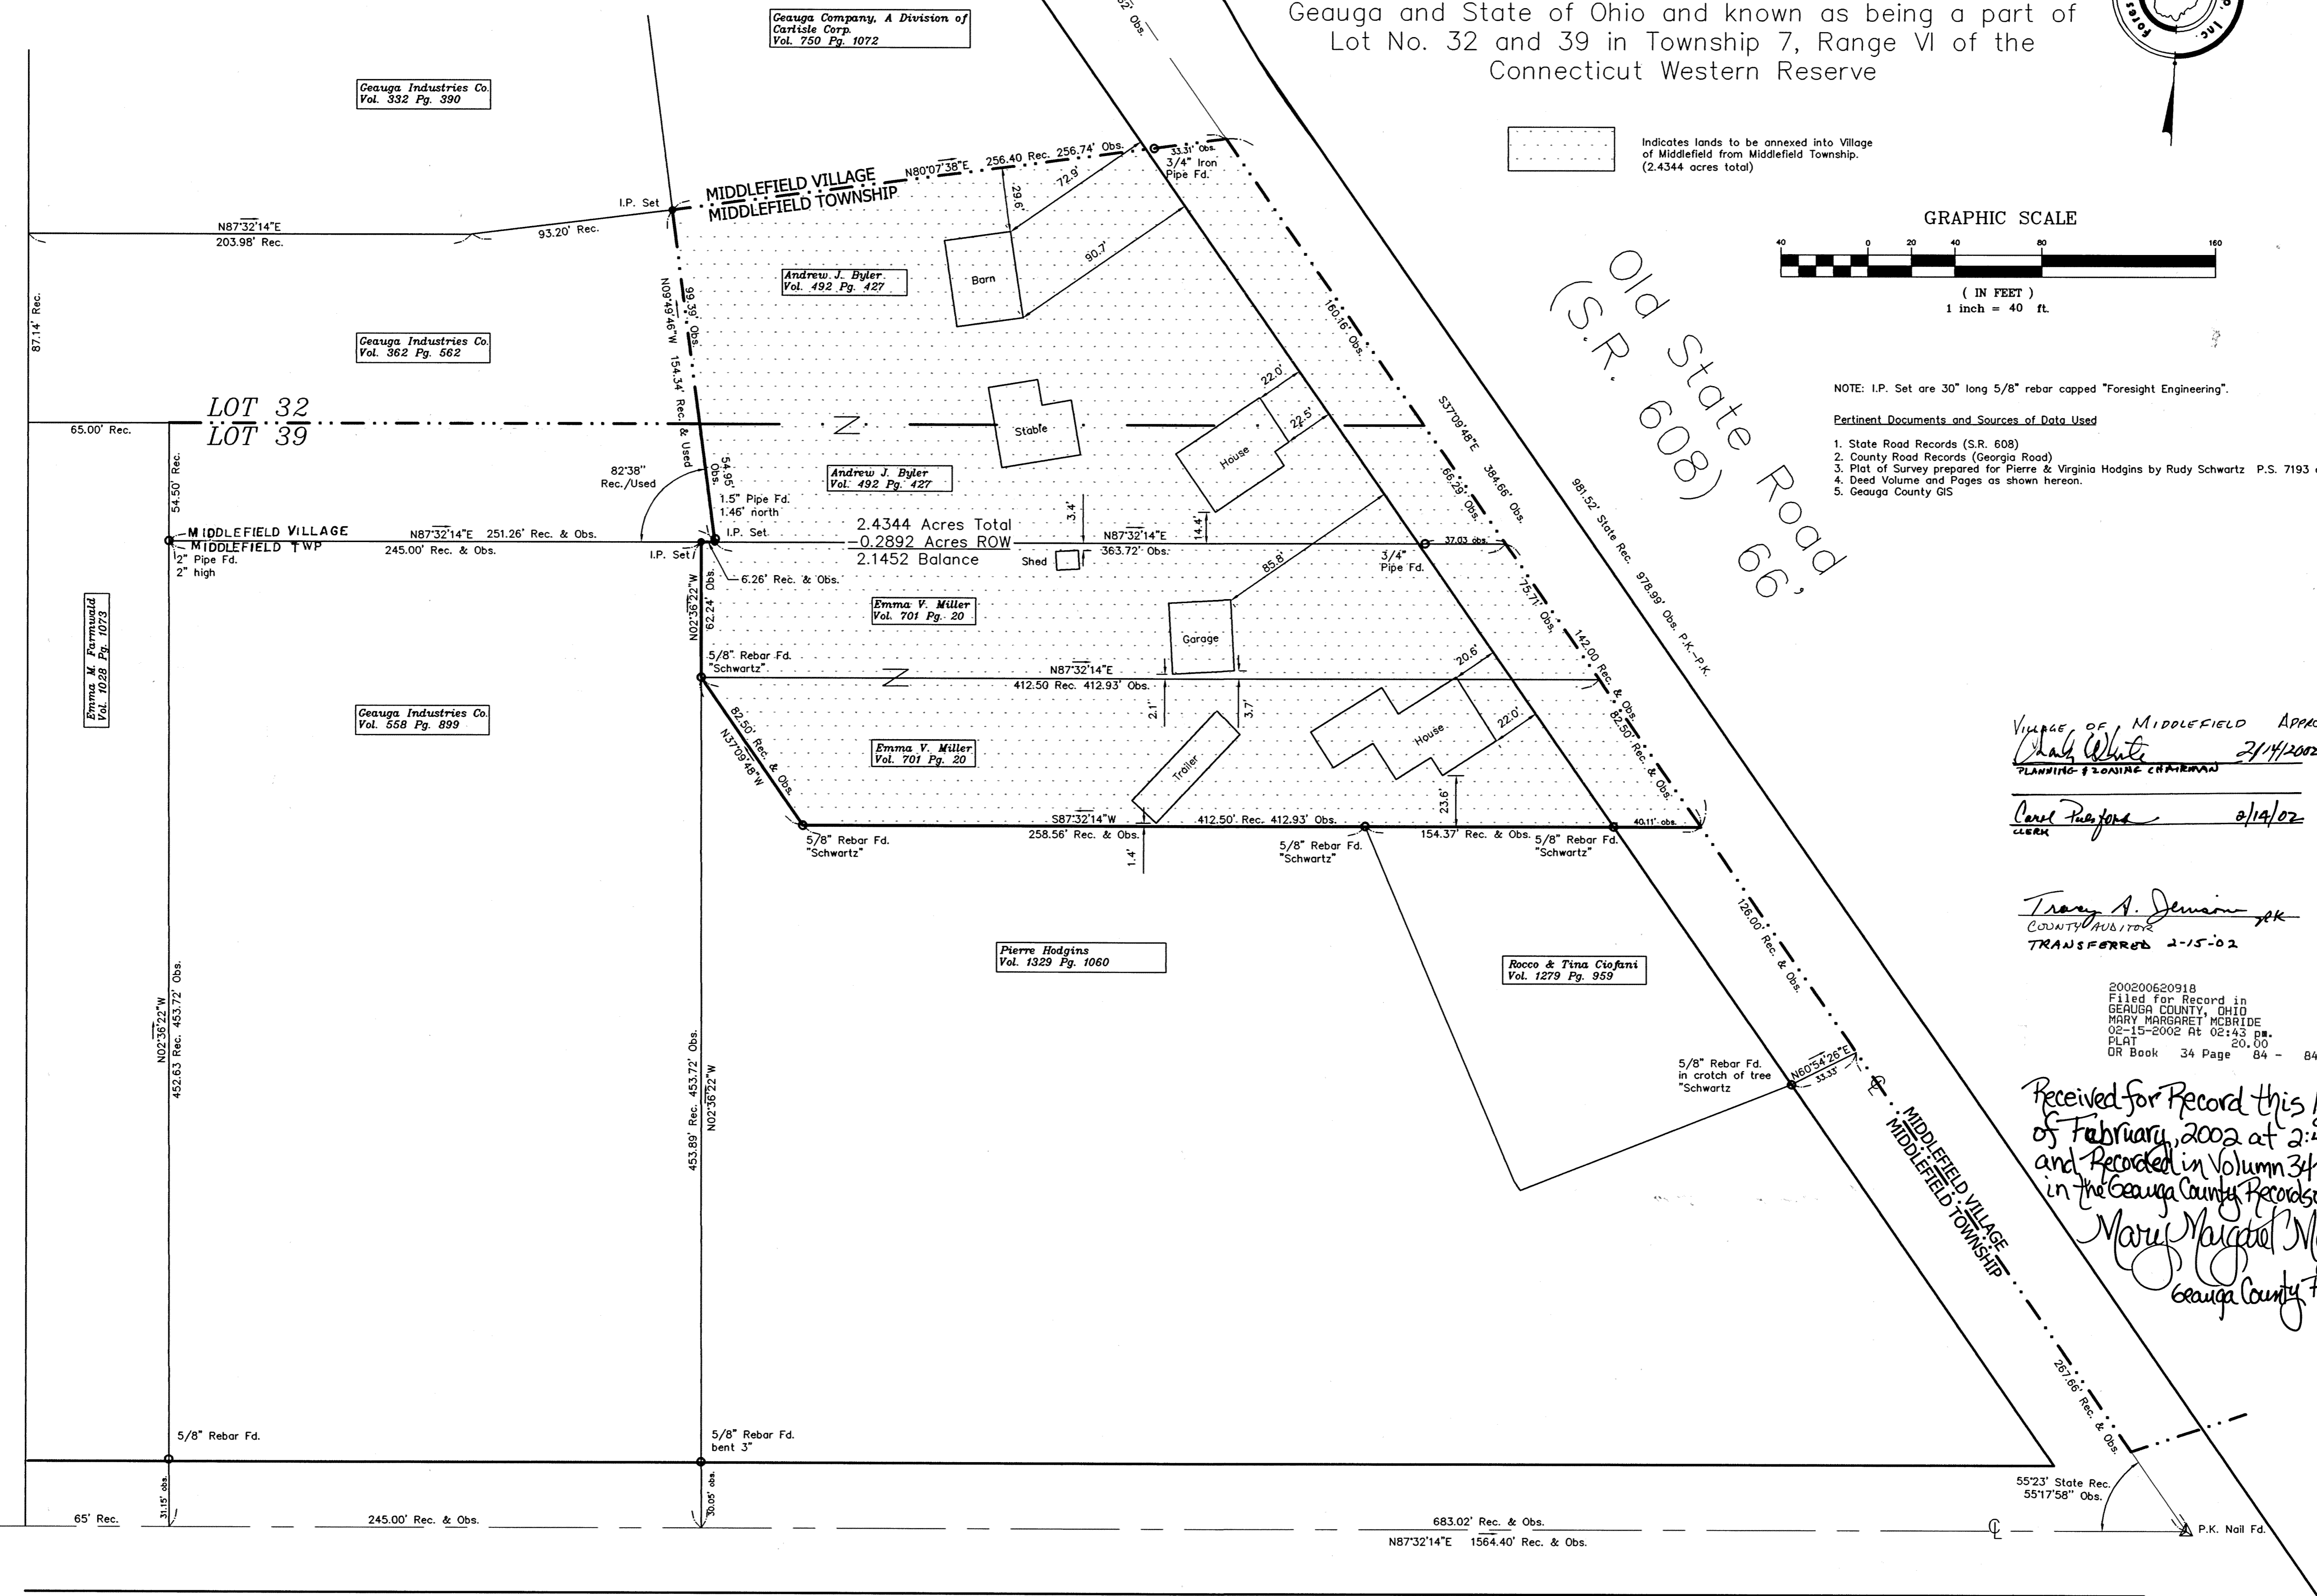 Geauga Company, A Division of
Carlisle Corp.
Vol. 750 Pg. 1072
Geauga and State of Ohio and known as being a part of
Lot No. 32 and 39 in Township 7, Range VI of the
Connecticut Western Reserve
Inc.
Obs.
Geauga Industries Co.
Vol. 332 Pg. 390
Indicates lands to be annexed into Village
of Middlefield from Middlefield Township.
(2.4344 acres total)
GRAPHIC SCALE
40 0 20 40 80 160
( IN FEET )
1 inch = 40 ft.
N87°32'14"E
203.98' Rec.
93.20' Rec.
I.P. Set
MIDDLEFIELD VILLAGE
MIDDLEFIELD TOWNSHIP
N80°07'38"E 256.40 Rec. 256.74' Obs.
33.31' Obs.
3/4" Iron
Pipe Fd.
29.6'
72.9'
90.7'
Barn
Andrew J. Byler
Vol. 492 Pg. 427
87.14' Rec.
99.39' Obs.
N09°49'46"W 154.34' Rec. & Used
160.16' Obs.
Geauga Industries Co.
Vol. 362 Pg. 562
Old State Road
(S.R. 608) 66'
NOTE: I.P. Set are 30" long 5/8" rebar capped "Foresight Engineering".
Pertinent Documents and Sources of Data Used
1. State Road Records (S.R. 608)
2. County Road Records (Georgia Road)
3. Plat of Survey prepared for Pierre & Virginia Hodgins by Rudy Schwartz P.S. 7193
4. Deed Volume and Pages as shown hereon.
5. Geauga County GIS
LOT 32
LOT 39
65.00' Rec.
54.50' Rec.
Z
Stable
22.0'
22.5'
House
S37°09'48"E 384.66' Obs.
66.29' Obs.
981.52' State Rec. 978.99' Obs. P.K.-P.K.
82°38"
Rec./Used
54.95'
Obs.
Andrew J. Byler
Vol. 492 Pg. 427
1.5" Pipe Fd.
1.46' north
I.P. Set
MIDDLEFIELD VILLAGE
MIDDLEFIELD TWP
2" Pipe Fd.
2" high
N87°32'14"E 251.26' Rec. & Obs.
245.00' Rec. & Obs.
I.P. Set
6.26' Rec. & Obs.
2.4344 Acres Total
-0.2892 Acres ROW
2.1452 Balance
3.4'
Shed
N87°32'14"E
363.72' Obs.
14.4'
85.8'
3/4"
Pipe Fd.
37.03 obs.
75.71' Obs.
142.00 Rec. & Obs.
Emma M. Farmwald
Vol. 1028 Pg. 1073
N02°36'22"W
62.24' Obs.
Emma V. Miller
Vol. 701 Pg. 20
Garage
5/8" Rebar Fd.
"Schwartz"
Z
N87°32'14"E
412.50 Rec. 412.93' Obs.
20.6'
2.1'
3.7'
22.0'
House
82.50' Rec. & Obs.
Geauga Industries Co.
Vol. 558 Pg. 899
82.50' Rec. & Obs.
N37°09'48"W
Emma V. Miller
Vol. 701 Pg 20
Trailer
23.6'
S87°32'14"W 412.50'. Rec. 412.93' Obs.
258.56' Rec. & Obs.
154.37' Rec. & Obs.
40.11' obs.
5/8" Rebar Fd.
"Schwartz"
1.4'
5/8" Rebar Fd.
"Schwartz"
5/8" Rebar Fd.
"Schwartz"
VILLAGE OF MIDDLEFIELD APPRO
2/14/2002
PLANNING & ZONING CHAIRMAN
2/14/02
CLERK
COUNTY AUDITOR
TRANSFERRED 2-15-02
Pierre Hodgins
Vol. 1329 Pg. 1060
Rocco & Tina Ciofani
Vol. 1279 Pg. 959
126.00' Rec. & Obs.
200200620918
Filed for Record in
GEAUGA COUNTY, OHIO
MARY MARGARET MCBRIDE
02-15-2002 At 02:43 pm.
PLAT 20.00
OR Book 34 Page 84 - 84
N02°36'22"W
452.63 Rec. 453.72' Obs.
453.89' Rec. 453.72' Obs.
N02°36'22"W
5/8" Rebar Fd.
in crotch of tree
"Schwartz
N60°54'26"E
33.33'
MIDDLEFIELD VILLAGE
MIDDLEFIELD TOWNSHIP
Received for Record this
of February, 2002 at 2:4
and Recorded in Volumn 34
in the Geauga County Records
Mary Margaret M
Geauga County
267.66' Rec. & Obs.
5/8" Rebar Fd.
5/8" Rebar Fd.
bent 3"
31.15' obs.
30.05' obs.
55°23' State Rec.
55°17'58" Obs.
65' Rec.
245.00' Rec. & Obs.
683.02' Rec. & Obs.
N87°32'14"E 1564.40' Rec. & Obs.
P.K. Nail Fd.